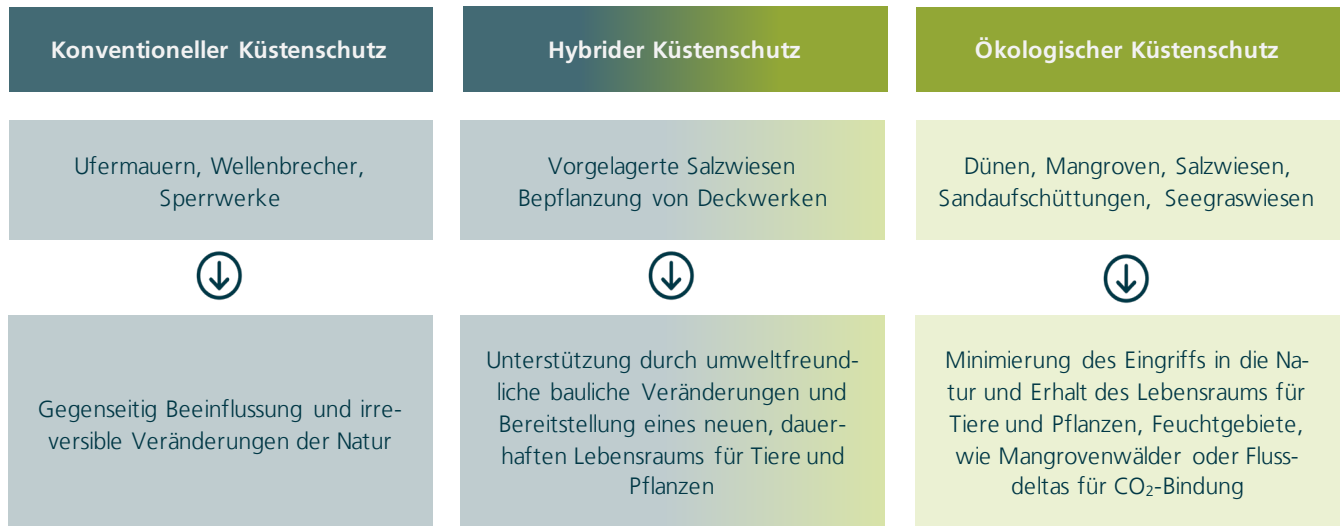 Konventioneller Küstenschutz
Hybrider Küstenschutz
Ökologischer Küstenschutz
Ufermauern, Wellenbrecher,
Sperrwerke
Vorgelagerte Salzwiesen
Bepflanzung von Deckwerken
Dünen, Mangroven, Salzwiesen,
Sandaufschüttungen, Seegraswiesen
Gegenseitig Beeinflussung und irre-
versible Veränderungen der Natur
Unterstützung durch umweltfreund-
liche bauliche Veränderungen und
Bereitstellung eines neuen, dauer-
haften Lebensraums für Tiere und
Pflanzen
Minimierung des Eingriffs in die Na-
tur und Erhalt des Lebensraums für
Tiere und Pflanzen, Feuchtgebiete,
wie Mangrovenwälder oder Fluss-
deltas für CO₂-Bindung